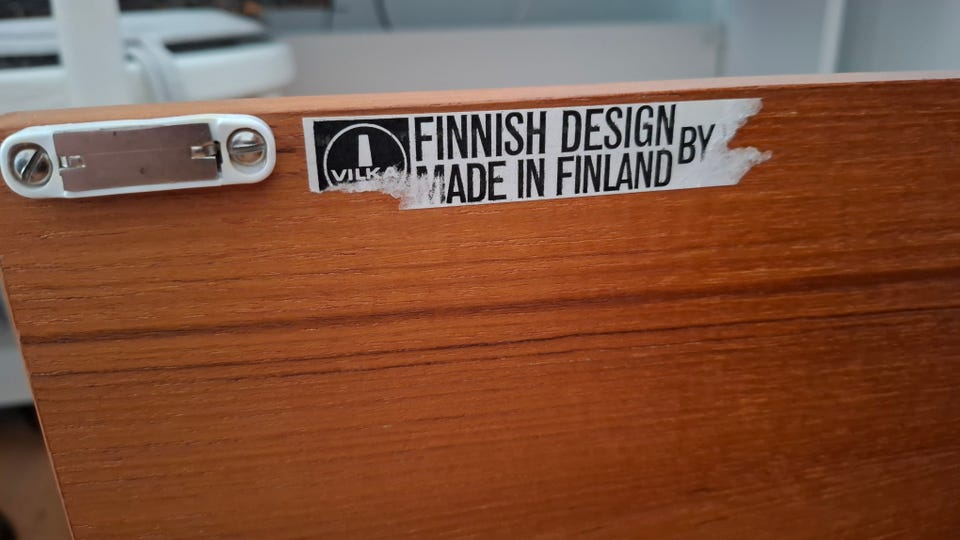 VILKA
FINNISH DESIGN BY
MADE IN FINLAND